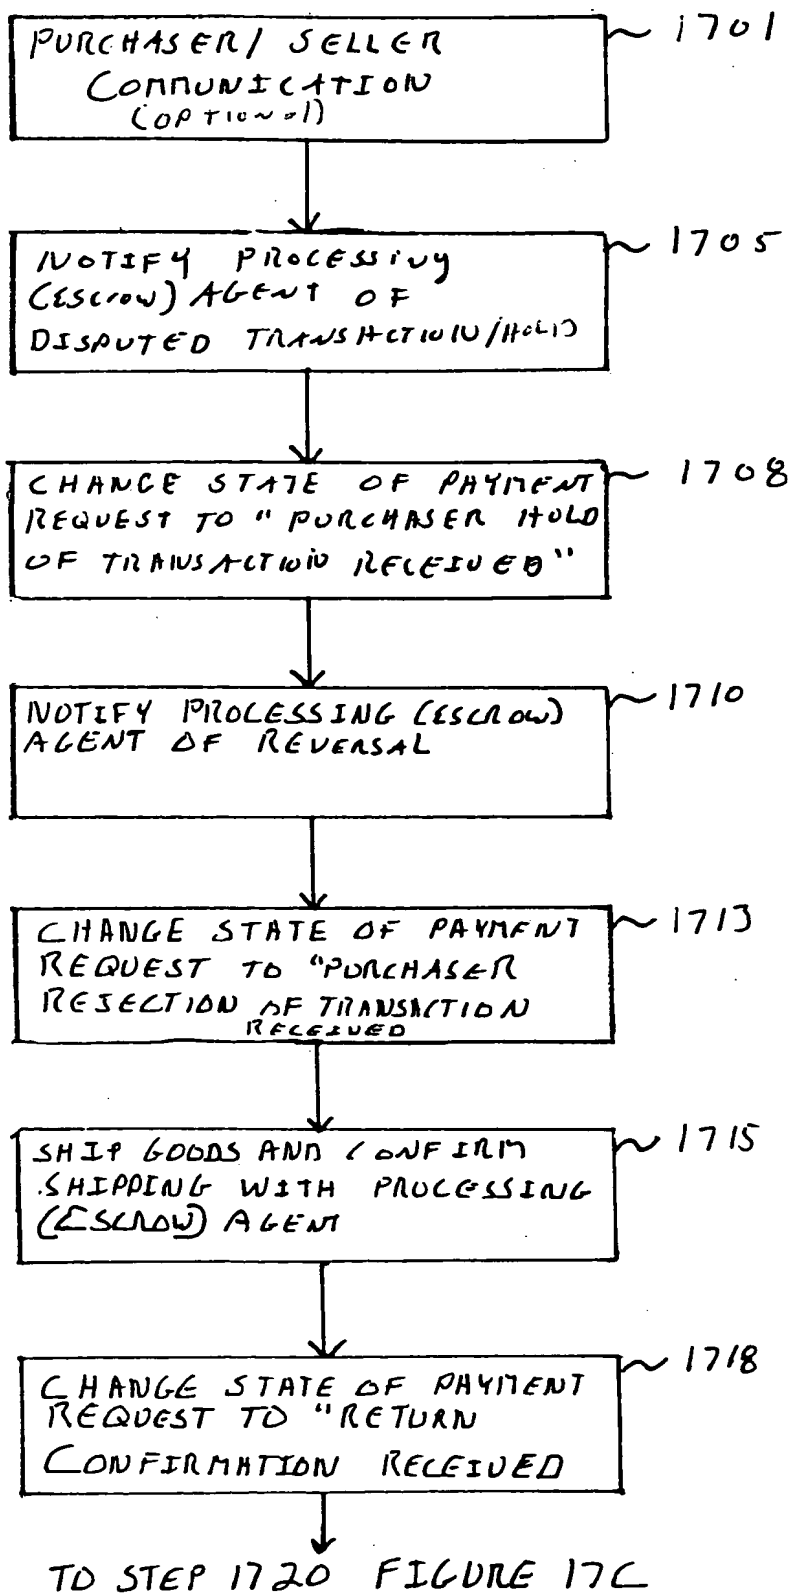 PURCHASER/ SELLER
COMMUNICATION
(OPTIONal)
1701
NOTIFY PROCESSING
(ESCROW) AGENT OF
DISPUTED TRANSACTION/HOLD
1705
CHANGE STATE OF PAYMENT
REQUEST TO "PURCHASER HOLD
OF TRANSACTION RECEIVED"
1708
NOTIFY PROCESSING (ESCROW)
AGENT OF REVERSAL
1710
CHANGE STATE OF PAYMENT
REQUEST TO "PURCHASER
REJECTION OF TRANSACTION
RECEIVED
1713
SHIP GOODS AND CONFIRM
SHIPPING WITH PROCESSING
(ESCROW) AGENT
1715
CHANGE STATE OF PAYMENT
REQUEST TO "RETURN
CONFIRMATION RECEIVED
1718
TO STEP 1720 FIGURE 17C